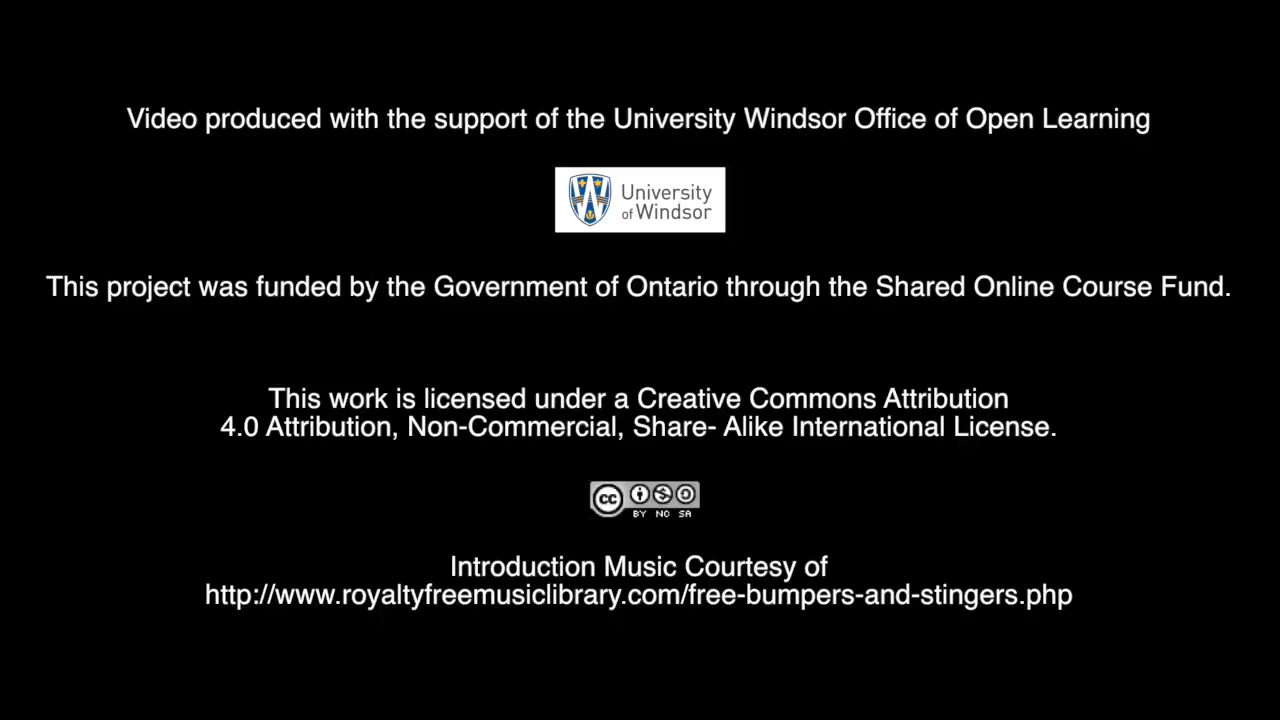 Video produced with the support of the University Windsor Office of Open Learning
University
of Windsor
This project was funded by the Government of Ontario through the Shared Online Course Fund.
This work is licensed under a Creative Commons Attribution
4.0 Attribution, Non-Commercial, Share- Alike International License.
cc
BY NC SA
Introduction Music Courtesy of
http://www.royaltyfreemusiclibrary.com/free-bumpers-and-stingers.php